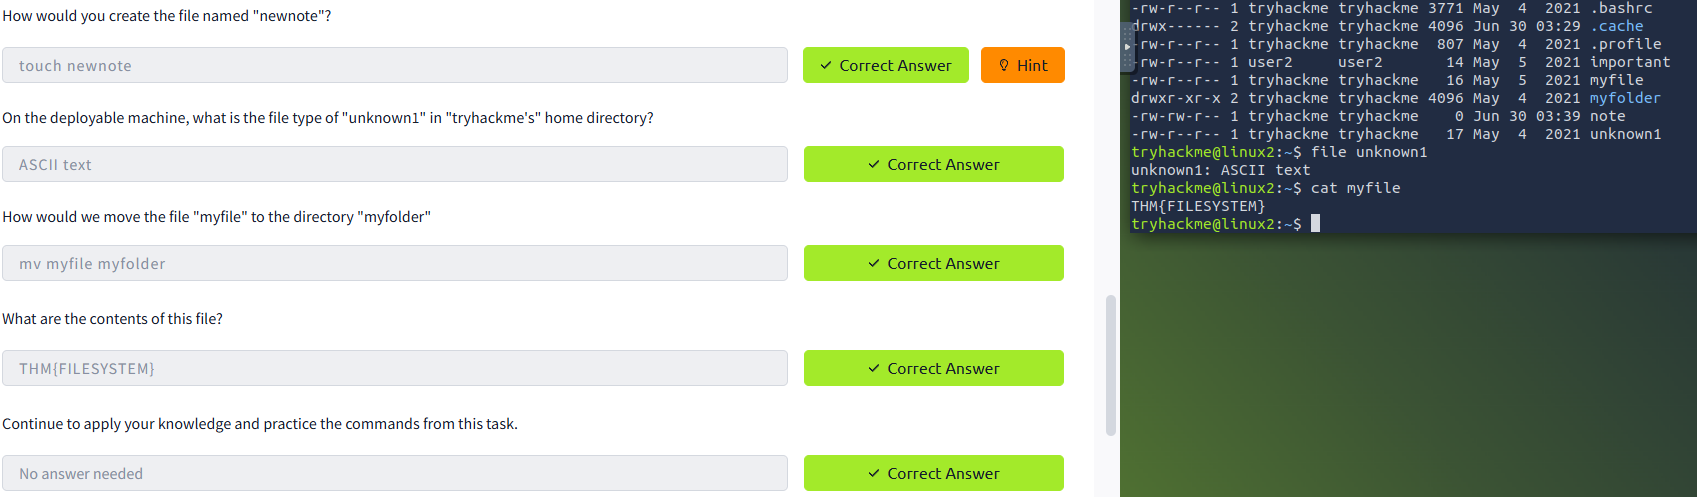 How would you create the file named "newnote"?
touch newnote
Correct Answer
Hint
On the deployable machine, what is the file type of "unknown1" in "tryhackme's" home directory?
ASCII text
Correct Answer
How would we move the file "myfile" to the directory "myfolder"
mv myfile myfolder
Correct Answer
What are the contents of this file?
THM{FILESYSTEM}
Correct Answer
Continue to apply your knowledge and practice the commands from this task.
No answer needed
Correct Answer
-rw-r--r-- 1 tryhackme tryhackme 3771 May  4  2021 .bashrc
drwx------ 2 tryhackme tryhackme 4096 Jun 30 03:29 .cache
-rw-r--r-- 1 tryhackme tryhackme  807 May  4  2021 .profile
-rw-r--r-- 1 user2     user2       14 May  5  2021 important
-rw-r--r-- 1 tryhackme tryhackme   16 May  5  2021 myfile
drwxr-xr-x 2 tryhackme tryhackme 4096 May  4  2021 myfolder
-rw-rw-r-- 1 tryhackme tryhackme    0 Jun 30 03:39 note
-rw-r--r-- 1 tryhackme tryhackme   17 May  4  2021 unknown1
tryhackme@linux2:~$ file unknown1
unknown1: ASCII text
tryhackme@linux2:~$ cat myfile
THM{FILESYSTEM}
tryhackme@linux2:~$